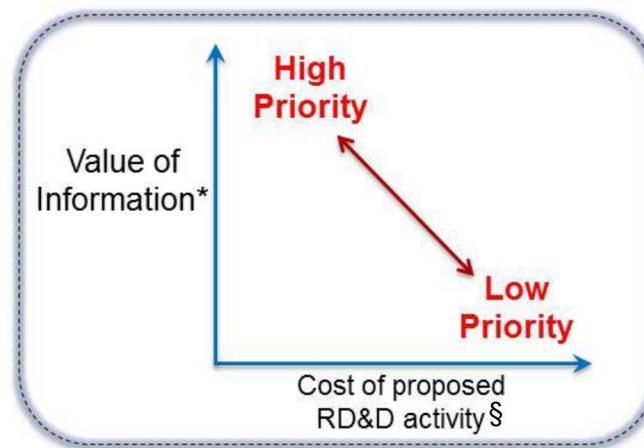 High
Priority
Value of
Information*
Low
Priority
Cost of proposed
RD&D activity§